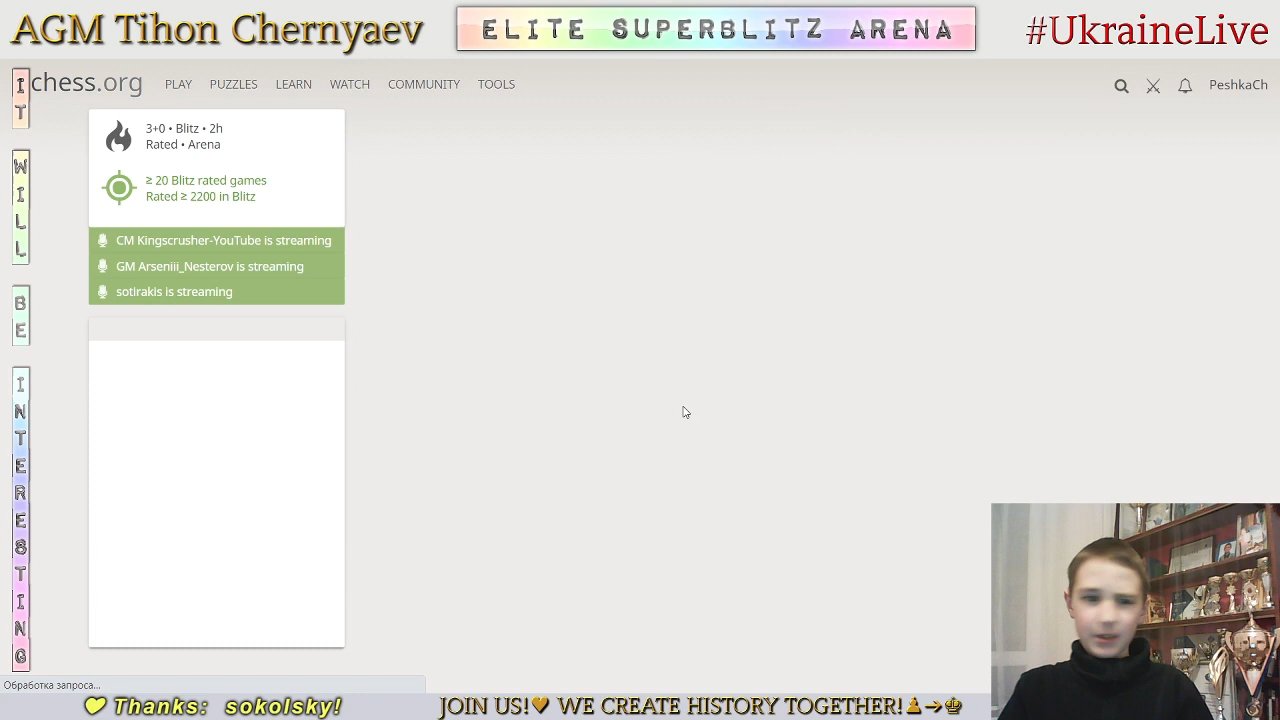 AGM Tihon Chernyaev
ELITE SUPERBLITZ ARENA
#UkraineLive
chess.org
PLAY PUZZLES LEARN WATCH COMMUNITY TOOLS
PeshkaCh
IT WILL BE INTERESTING
3+0 • Blitz • 2h
Rated • Arena
≥ 20 Blitz rated games
Rated ≥ 2200 in Blitz
CM Kingscrusher-YouTube is streaming
GM Arseniii_Nesterov is streaming
sotirakis is streaming
Обработка запроса...
Thanks: sokolsky!
JOIN US! WE CREATE HISTORY TOGETHER!